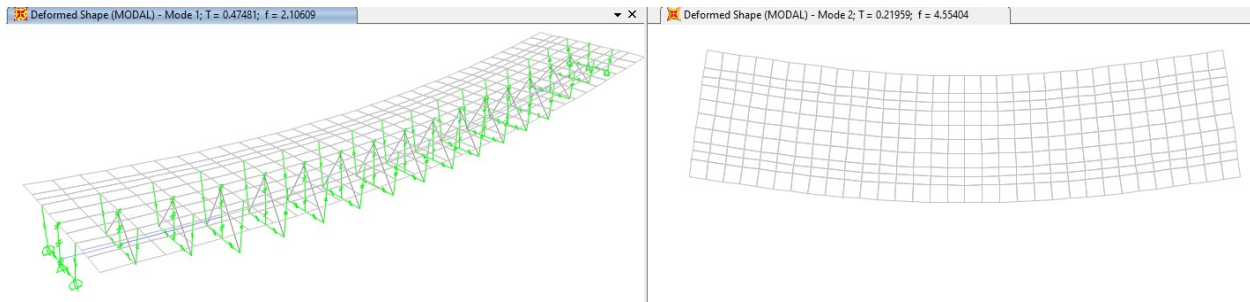 Deformed Shape (MODAL) - Mode 1; T = 0.47481; f = 2.10609
Deformed Shape (MODAL) - Mode 2; T = 0.21959; f = 4.55404